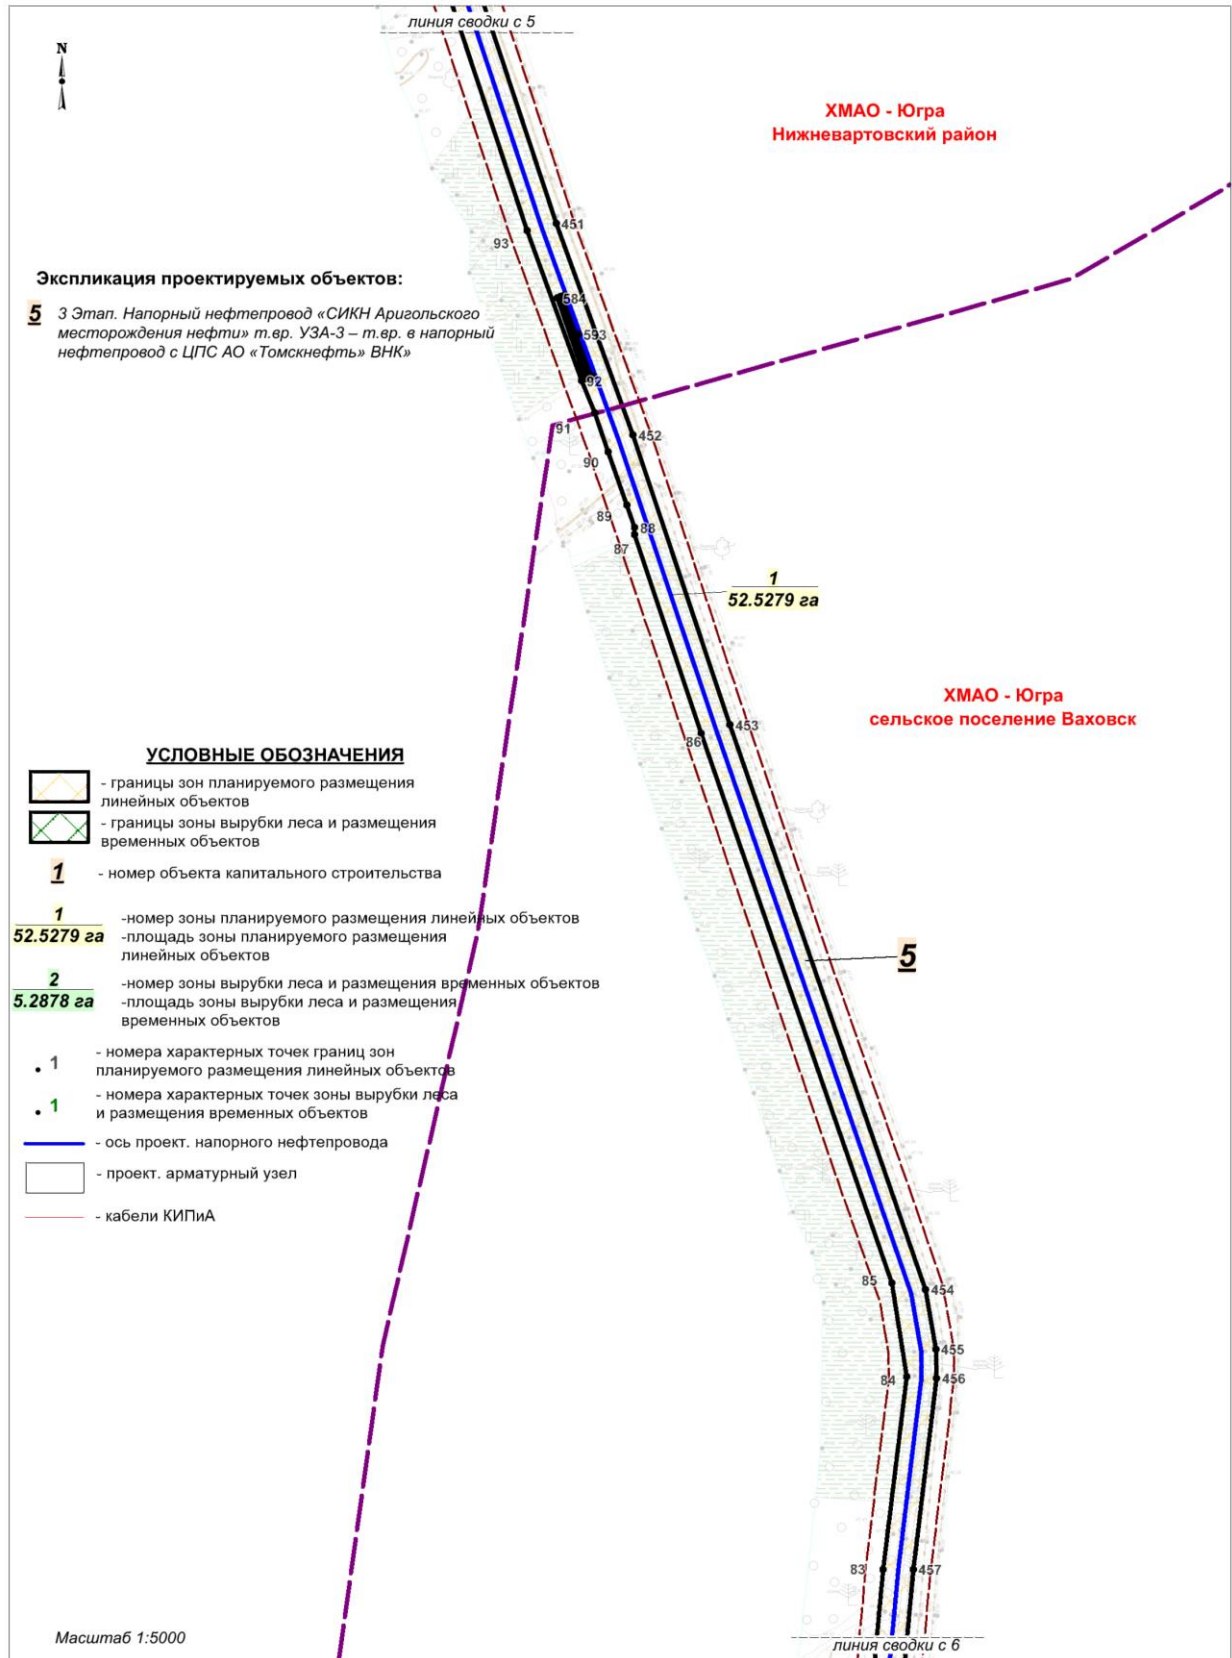 линия сводки с 5
N
ХМАО - Югра
Нижневартовский район
451
93
Экспликация проектируемых объектов:
5
3 Этап. Напорный нефтепровод «СИКН Аригольского
месторождения нефти» т.вр. УЗА-3 – т.вр. в напорный
нефтепровод с ЦПС АО «Томскнефть» ВНК»
584
593
92
91
452
90
89
88
87
1
52.5279 га
ХМАО - Югра
сельское поселение Ваховск
453
86
УСЛОВНЫЕ ОБОЗНАЧЕНИЯ
- границы зон планируемого размещения
линейных объектов
- границы зоны вырубки леса и размещения
временных объектов
1
- номер объекта капитального строительства
1
52.5279 га
-номер зоны планируемого размещения линейных объектов
-площадь зоны планируемого размещения
линейных объектов
5
2
5.2878 га
-номер зоны вырубки леса и размещения временных объектов
-площадь зоны вырубки леса и размещения
временных объектов
1
- номера характерных точек границ зон
планируемого размещения линейных объектов
1
- номера характерных точек зоны вырубки леса
и размещения временных объектов
- ось проект. напорного нефтепровода
- проект. арматурный узел
- кабели КИПиА
85
454
455
84
456
83
457
Масштаб 1:5000
линия сводки с 6